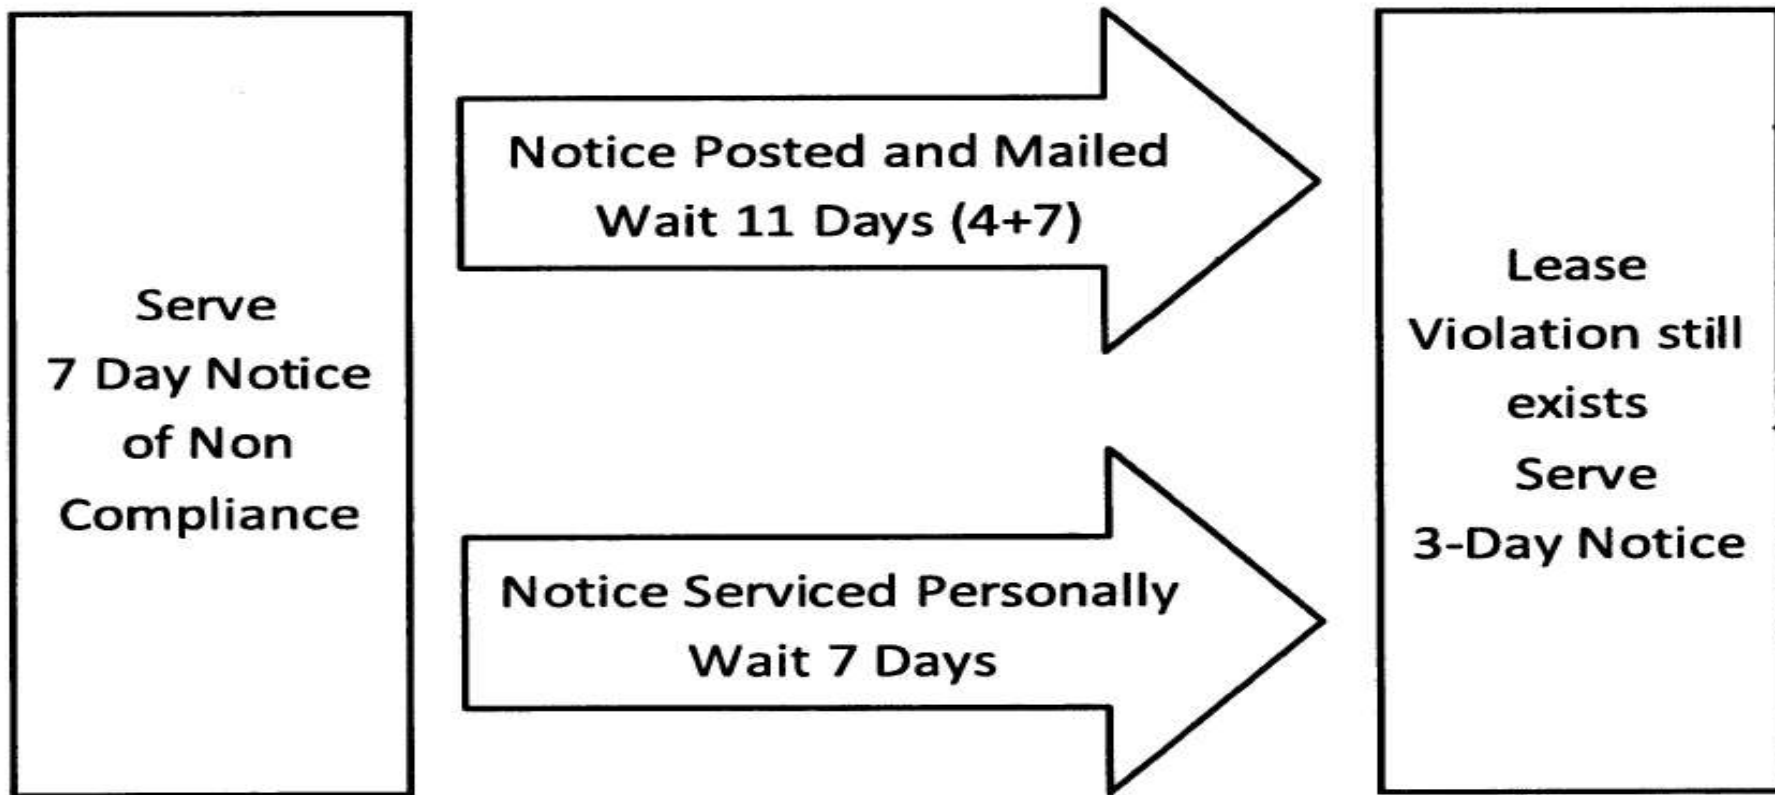 Serve
7 Day Notice
of Non
Compliance
Notice Posted and Mailed
Wait 11 Days (4+7)
Notice Serviced Personally
Wait 7 Days
Lease
Violation still
exists
Serve
3-Day Notice